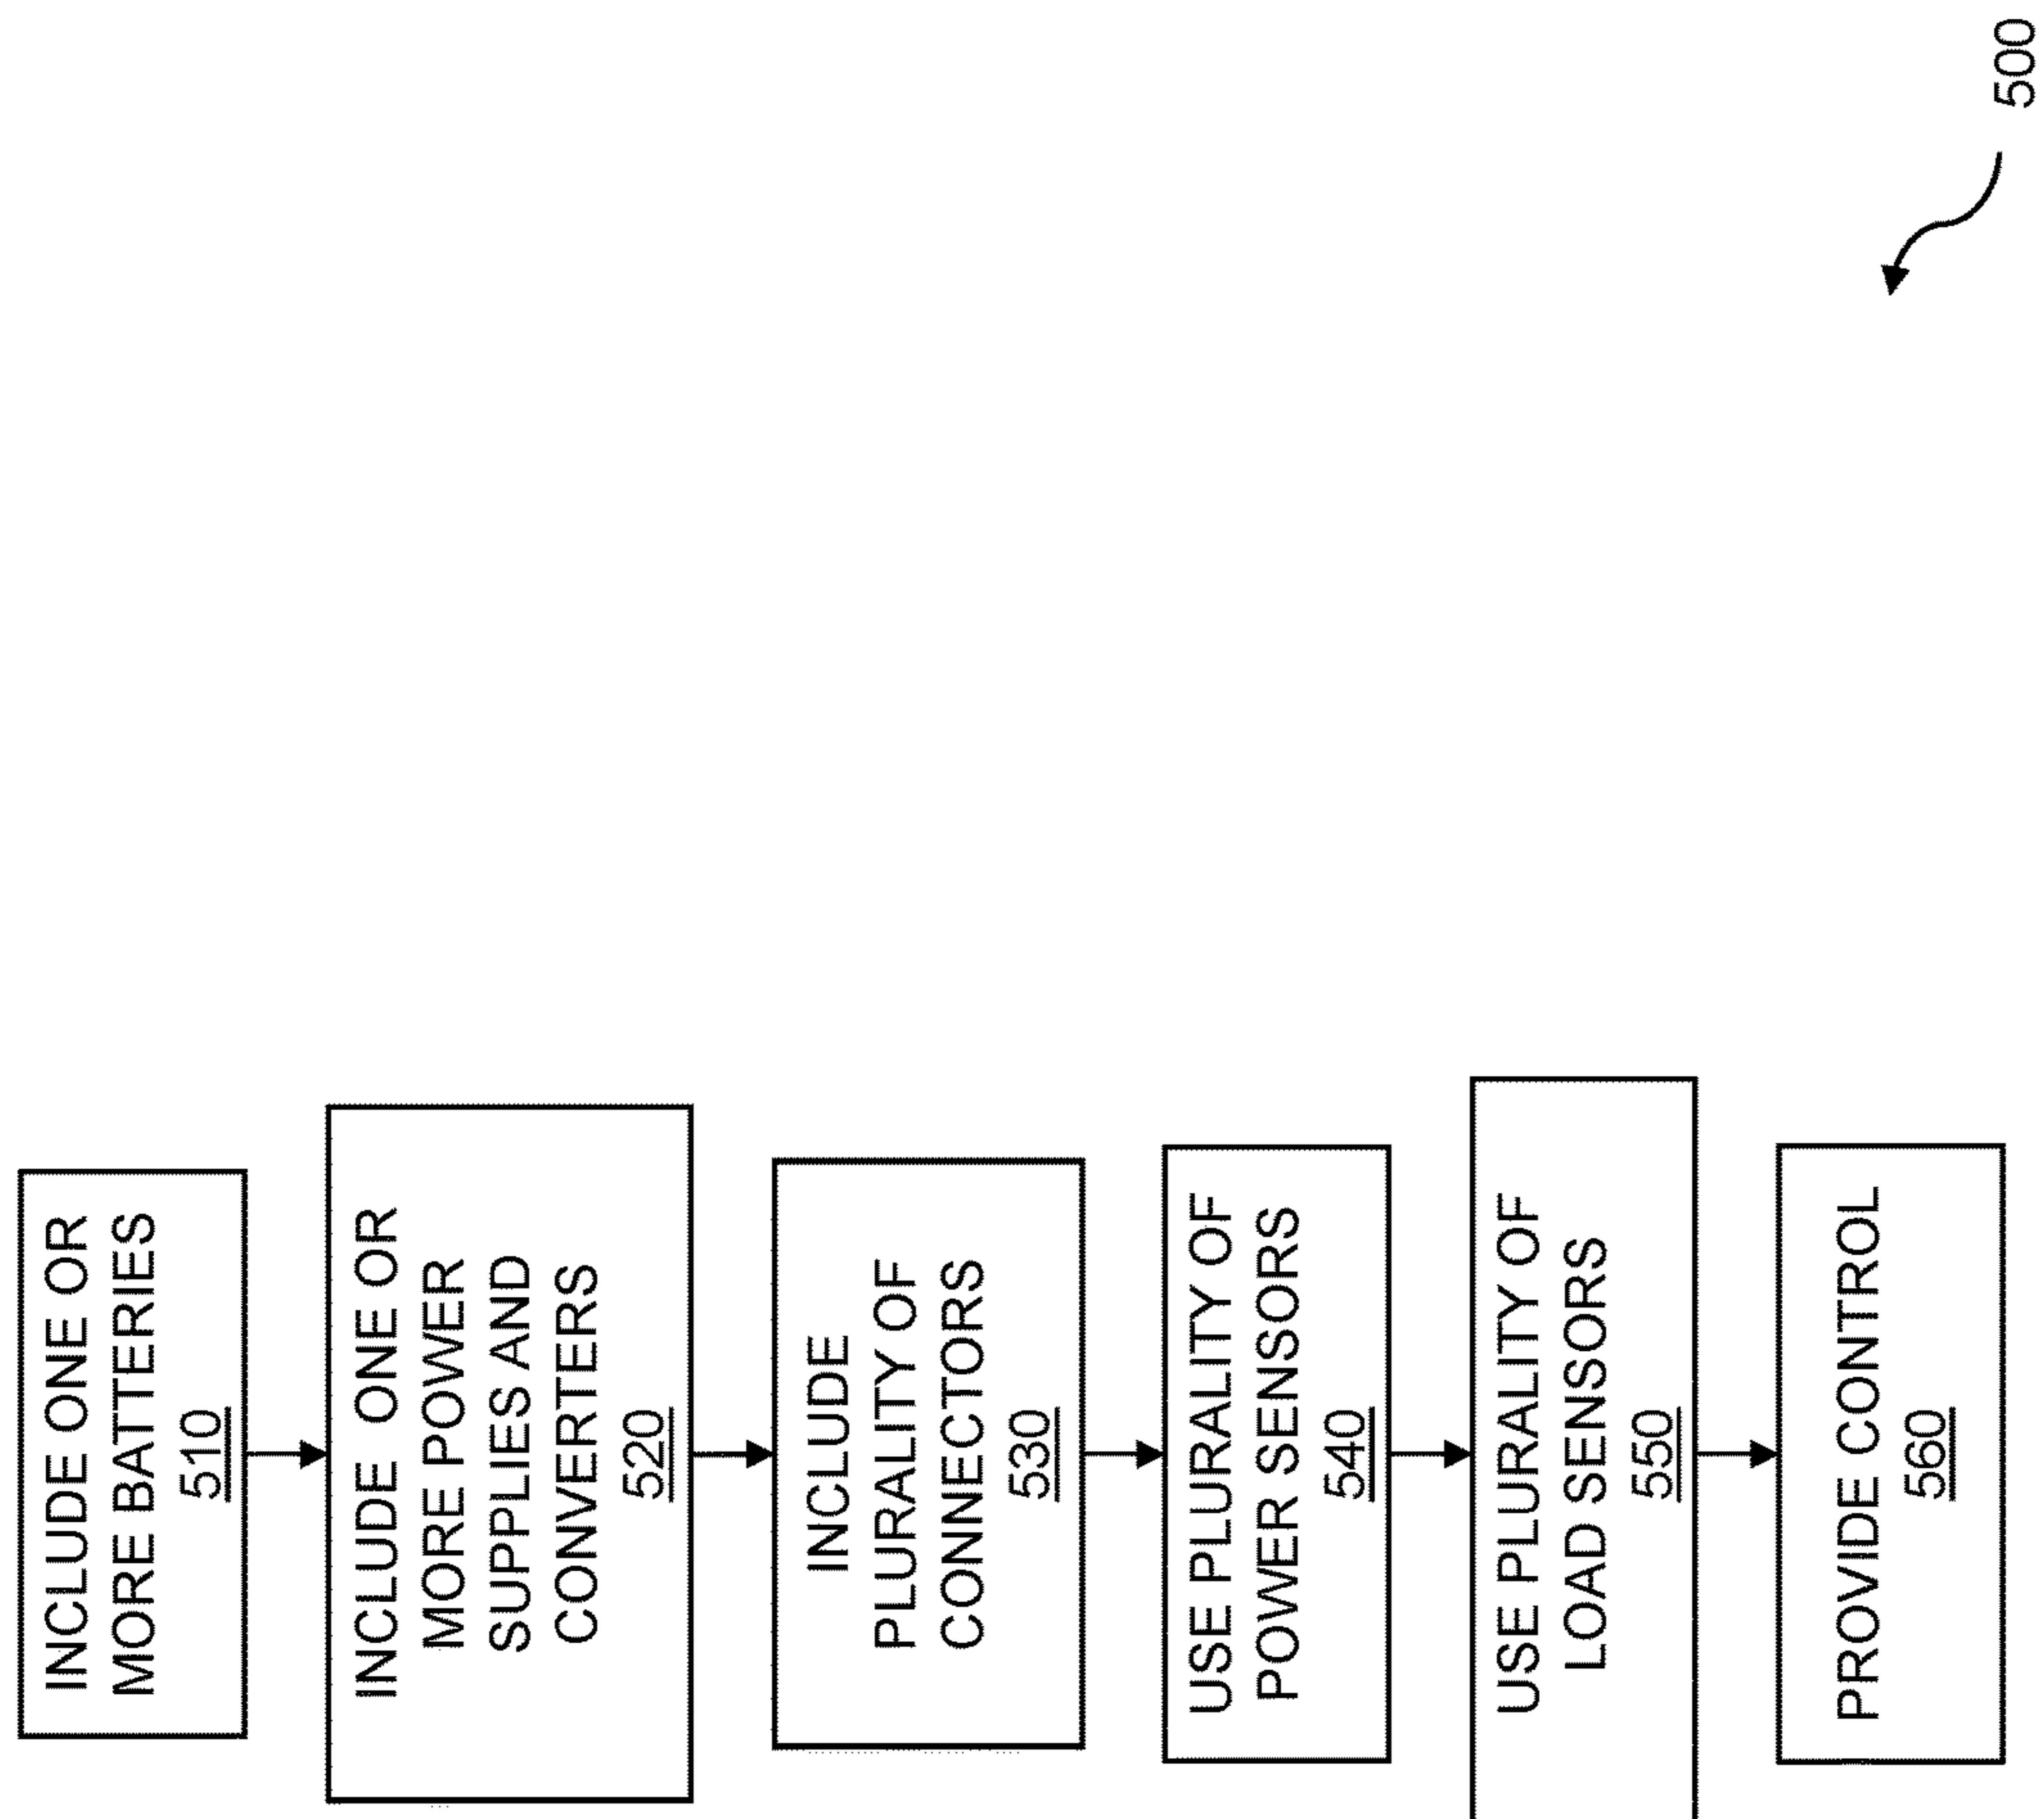 INCLUDE ONE OR
MORE BATTERIES
510
INCLUDE ONE OR
MORE POWER
SUPPLIES AND
CONVERTERS
520
INCLUDE
PLURALITY OF
CONNECTORS
530
USE PLURALITY OF
POWER SENSORS
540
USE PLURALITY OF
LOAD SENSORS
550
PROVIDE CONTROL
560
500